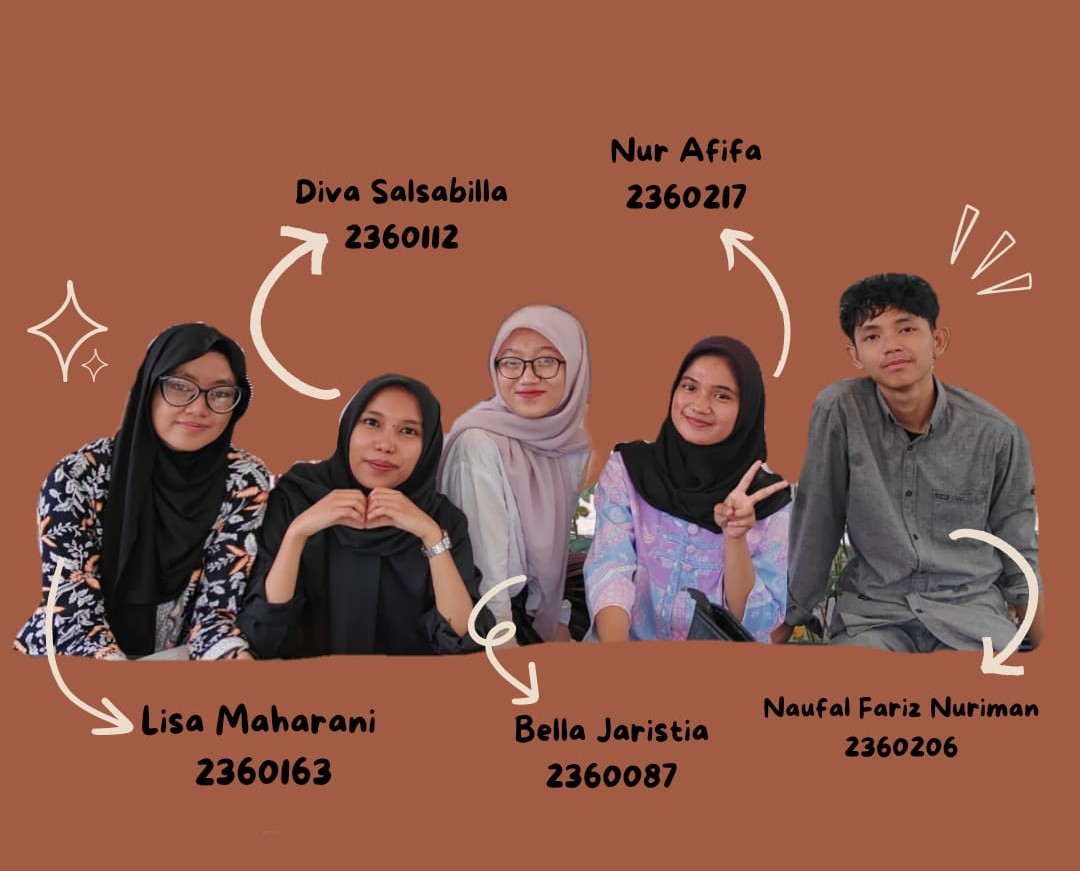 Nur Afifa
2360217
Diva Salsabilla
2360112
Lisa Maharani
2360163
Bella Jaristia
2360087
Naufal Fariz Nuriman
2360206